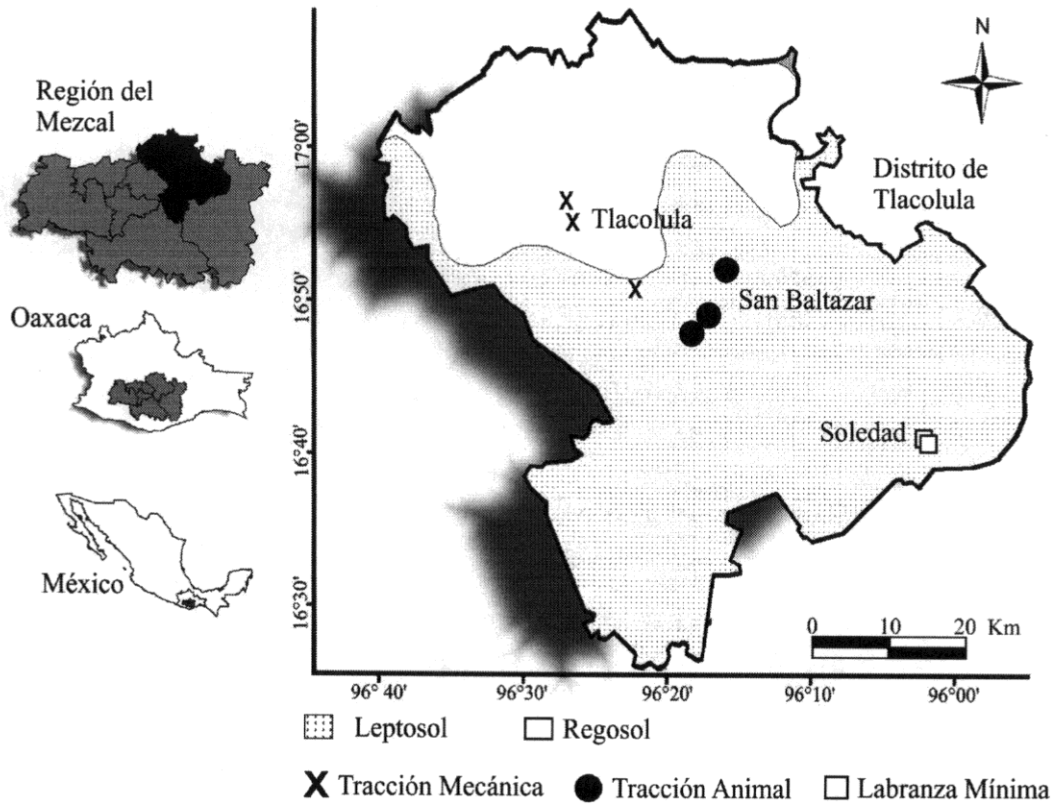 Región del
Mezcal
Oaxaca
México
N
Distrito de
Tlacolula
Tlacolula
San Baltazar
Soledad
17°00'
16°50'
16°40'
16°30'
0 10 20 Km
96° 40' 96°30' 96°20' 96°10' 96°00'
Leptosol Regosol
X Tracción Mecánica Tracción Animal Labranza Mínima